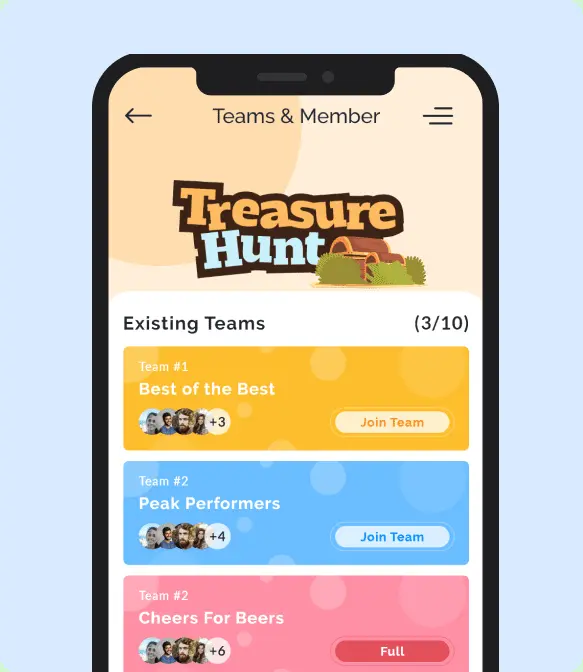 Teams & Member
Treasure
Hunt
Existing Teams (3/10)
Team #1
Best of the Best
+3 Join Team
Team #2
Peak Performers
+4 Join Team
Team #2
Cheers For Beers
+6 Full